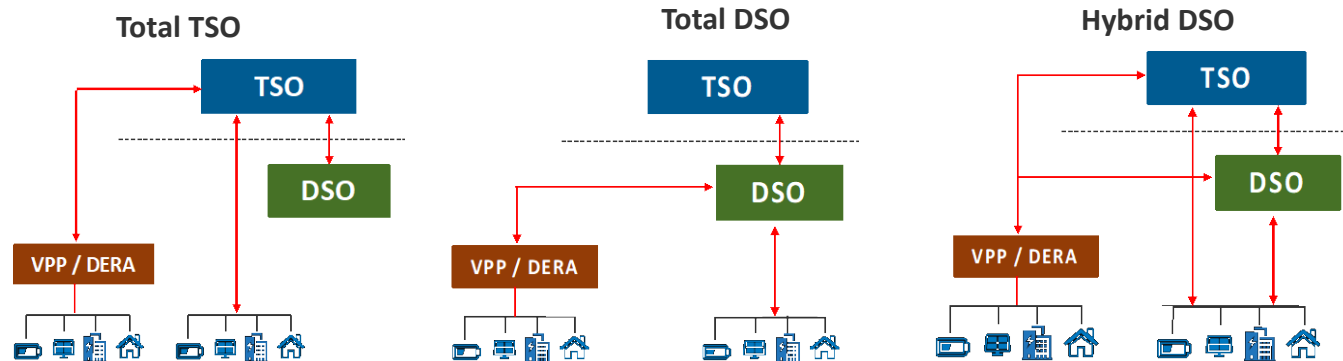 Total TSO
TSO
DSO
VPP / DERA
Total DSO
TSO
DSO
VPP / DERA
Hybrid DSO
TSO
DSO
VPP / DERA